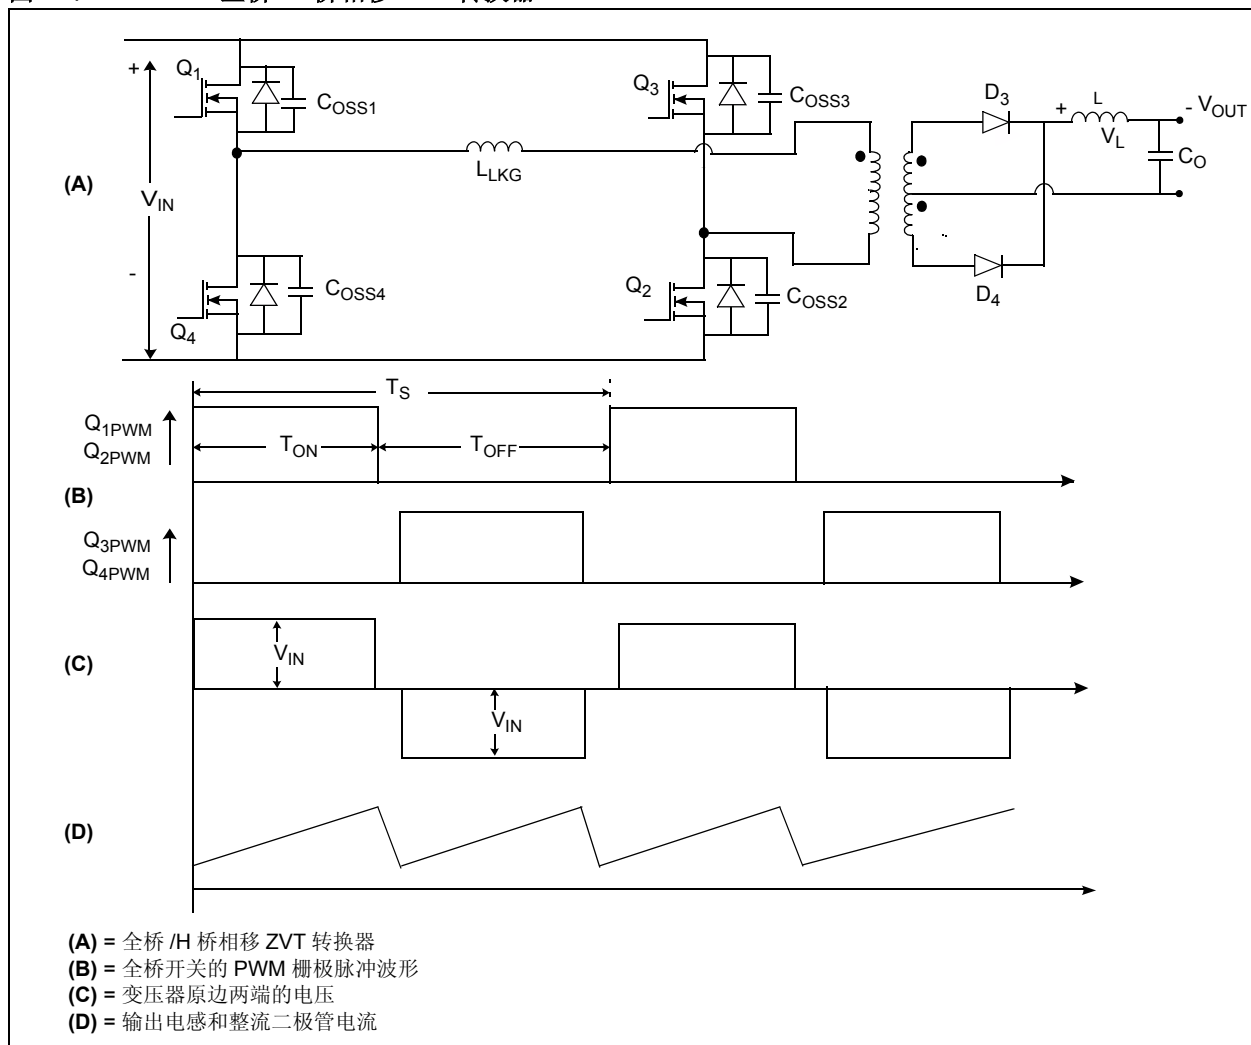 +
Q1
COSS1
Q3
COSS3
D3
+
L
VL
- VOUT
CO
(A)
VIN
LLKG
-
Q4
COSS4
Q2
COSS2
D4
TS
Q1PWM
Q2PWM
TON
TOFF
(B)
Q3PWM
Q4PWM
(C)
VIN
VIN
(D)
(A) = 全桥 /H 桥相移 ZVT 转换器
(B) = 全桥开关的 PWM 栅极脉冲波形
(C) = 变压器原边两端的电压
(D) = 输出电感和整流二极管电流